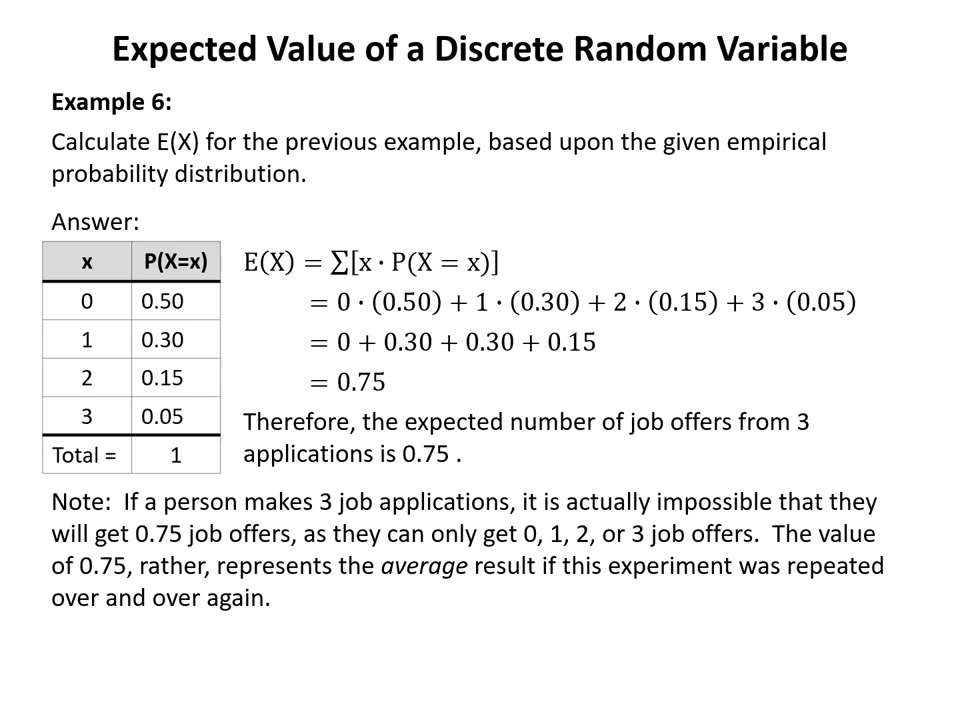 Expected Value of a Discrete Random Variable
Example 6:
Calculate E(X) for the previous example, based upon the given empirical
probability distribution.
Answer:
x P(X=x)
0 0.50
1 0.30
2 0.15
3 0.05
Total = 1
E(X) = ∑[x · P(X = x)]
= 0 · (0.50) + 1 · (0.30) + 2 · (0.15) + 3 · (0.05)
= 0 + 0.30 + 0.30 + 0.15
= 0.75
Therefore, the expected number of job offers from 3
applications is 0.75 .
Note:  If a person makes 3 job applications, it is actually impossible that they
will get 0.75 job offers, as they can only get 0, 1, 2, or 3 job offers.  The value
of 0.75, rather, represents the average result if this experiment was repeated
over and over again.